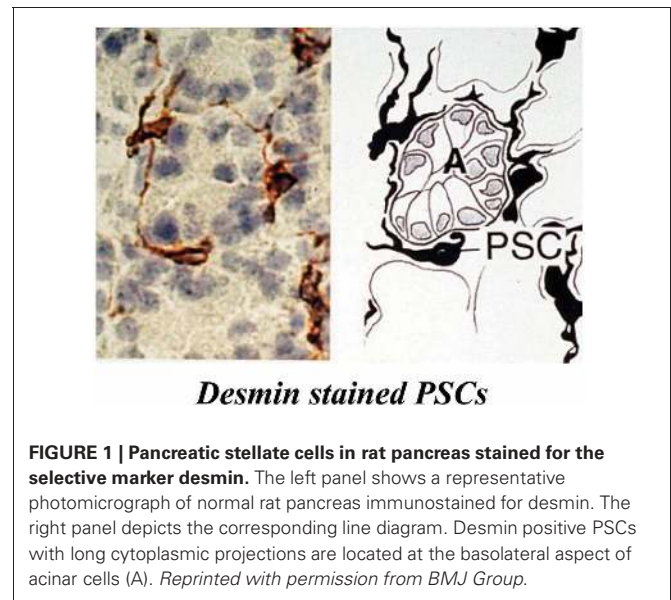 A
PSC
Desmin stained PSCs
FIGURE 1 | Pancreatic stellate cells in rat pancreas stained for the
selective marker desmin. The left panel shows a representative
photomicrograph of normal rat pancreas immunostained for desmin. The
right panel depicts the corresponding line diagram. Desmin positive PSCs
with long cytoplasmic projections are located at the basolateral aspect of
acinar cells (A). Reprinted with permission from BMJ Group.